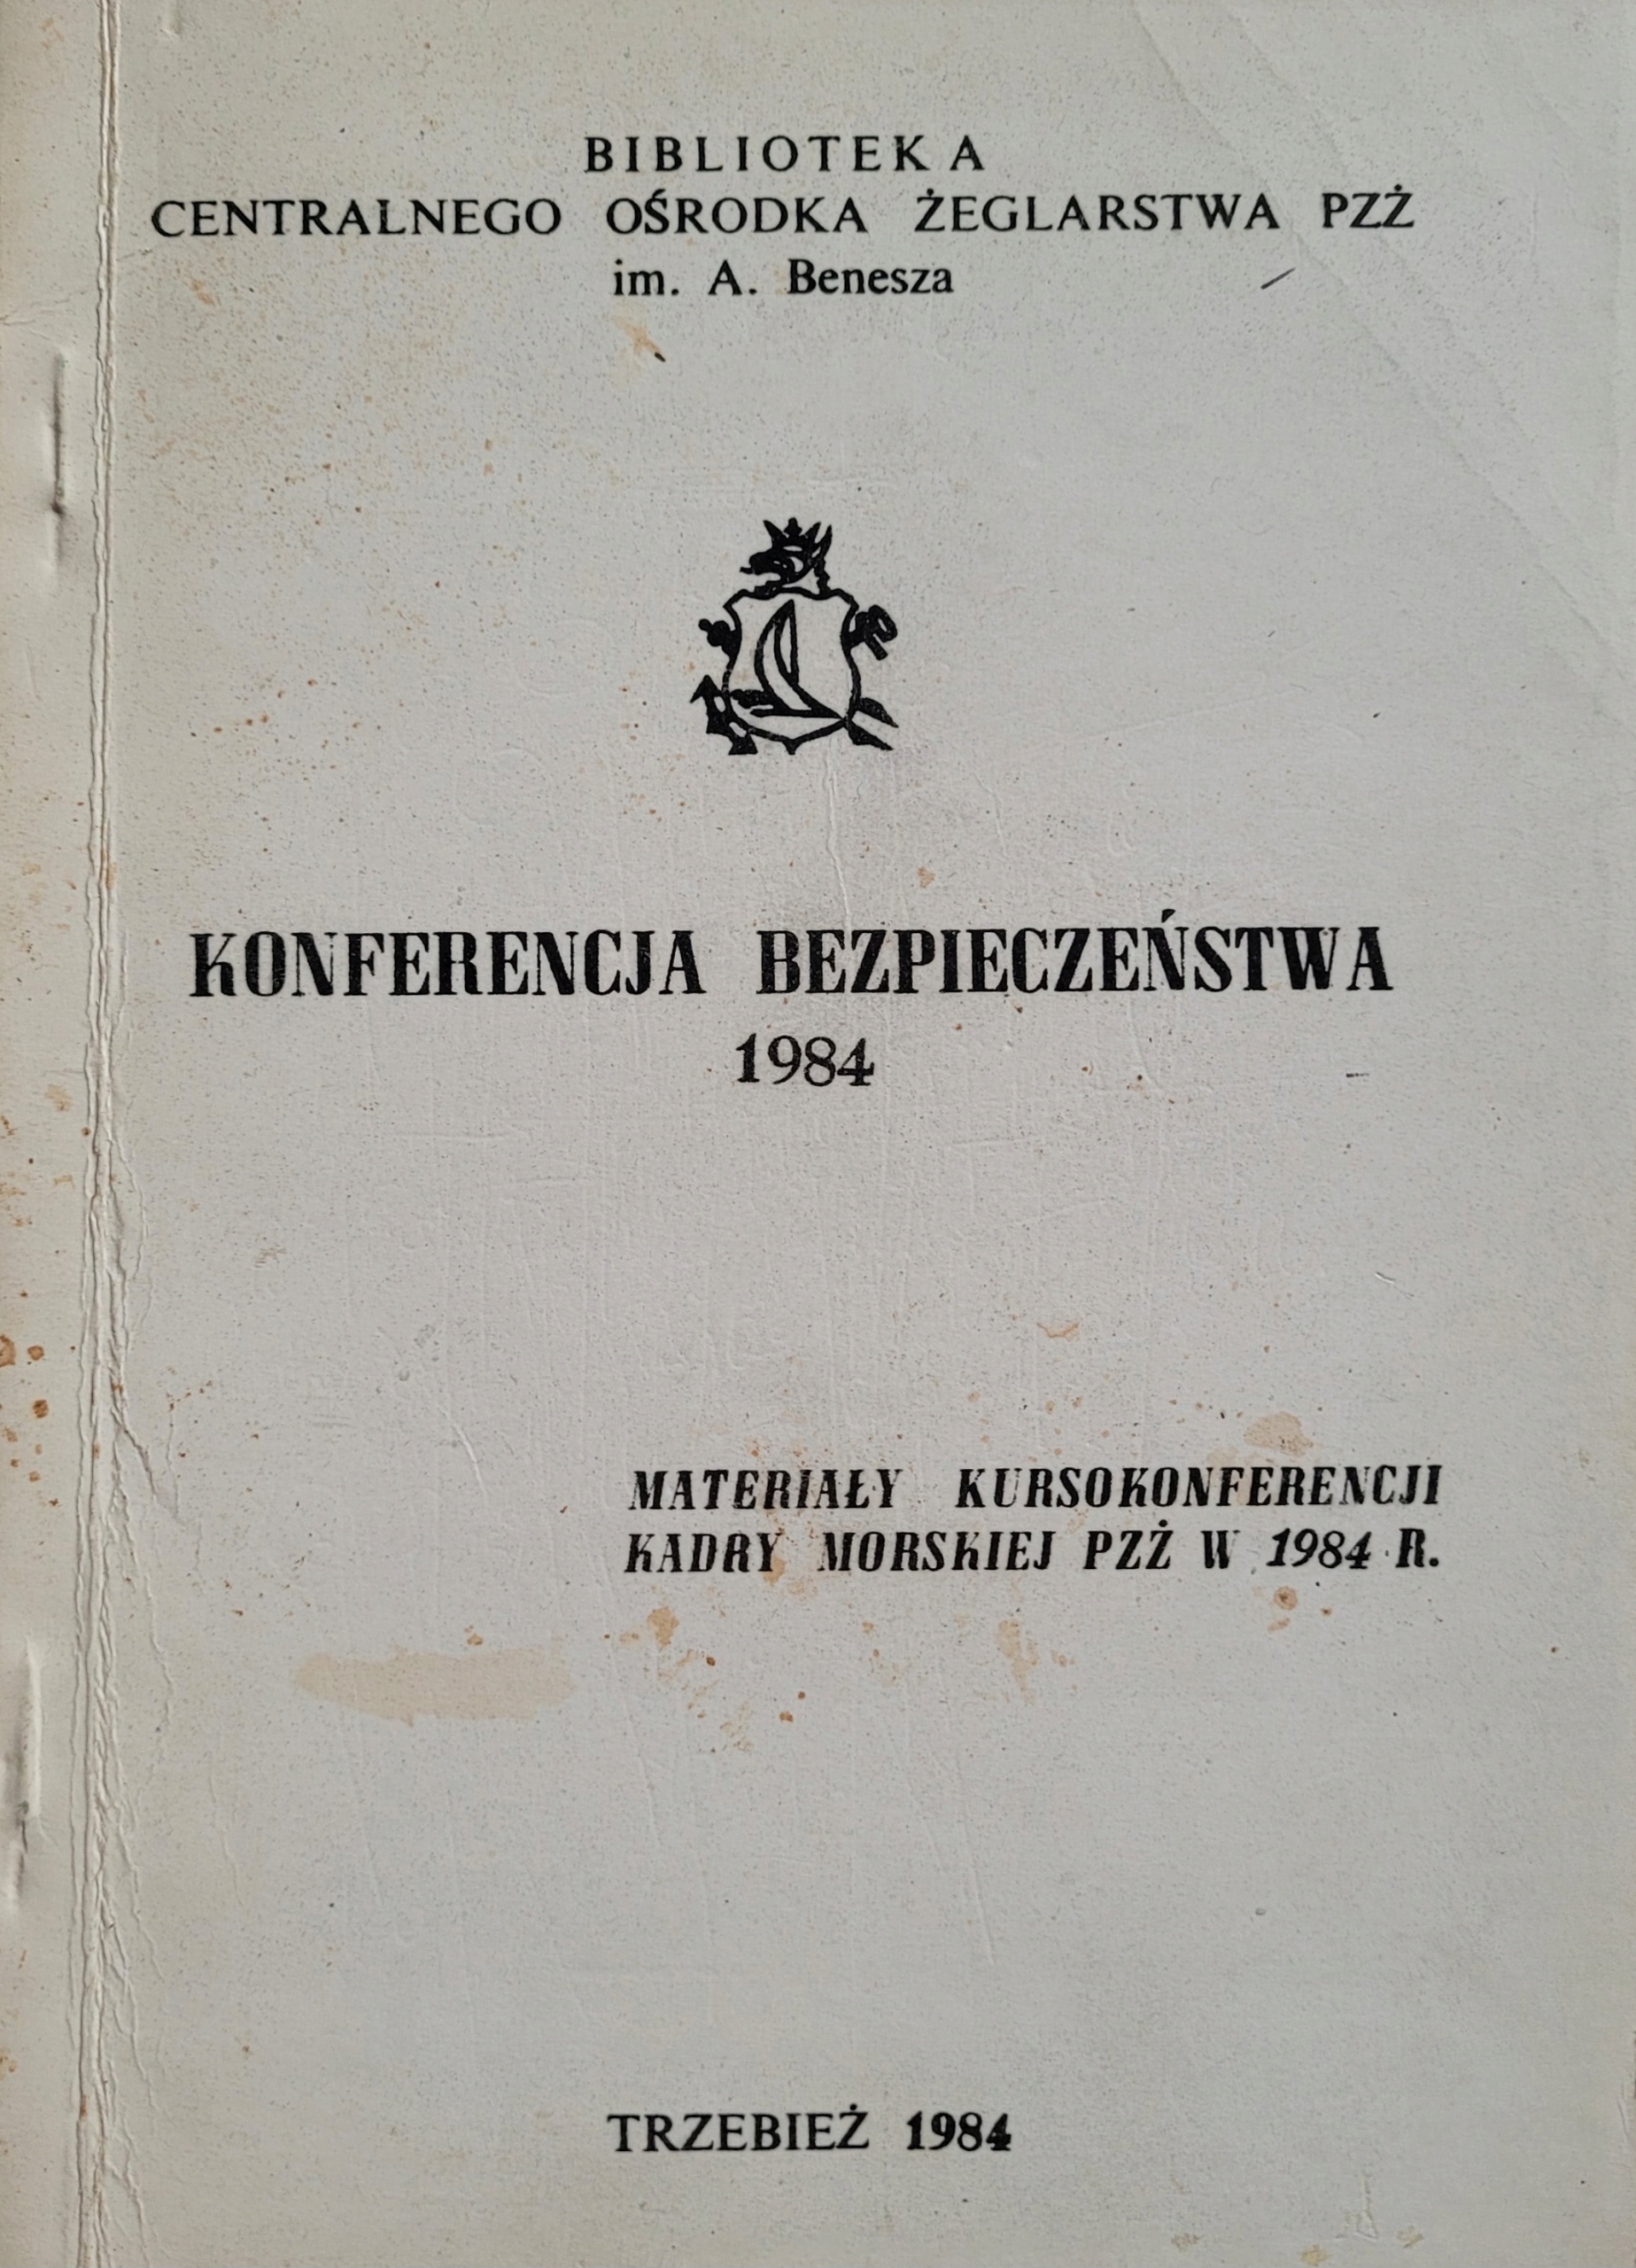 BIBLIOTEKA
CENTRALNEGO OŚRODKA ŻEGLARSTWA PZŻ
im. A. Benesza
KONFERENCJA BEZPIECZEŃSTWA
1984
MATERIAŁY KURSOKONFERENCJI
KADRY MORSKIEJ PZŻ W 1984 R.
TRZEBIEŻ 1984